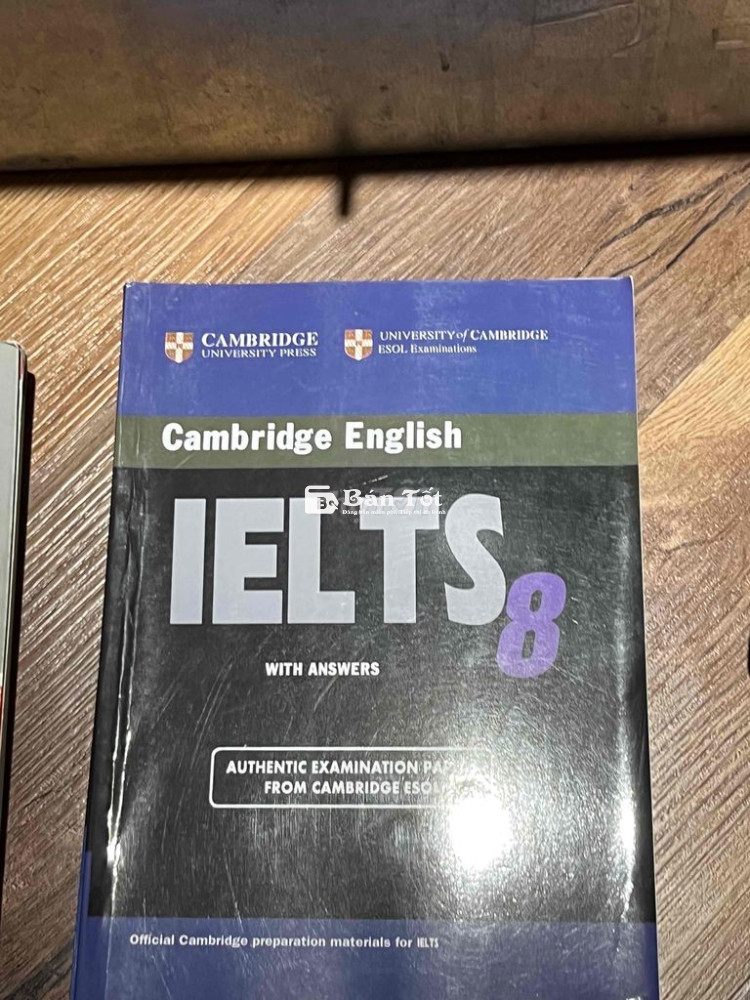 CAMBRIDGE
UNIVERSITY PRESS
UNIVERSITY of CAMBRIDGE
ESOL Examinations
Cambridge English
IELTS 8
Bán Tốt
WITH ANSWERS
AUTHENTIC EXAMINATION
FROM CAMBRIDGE ESOL
Official Cambridge preparation materials for IELTS